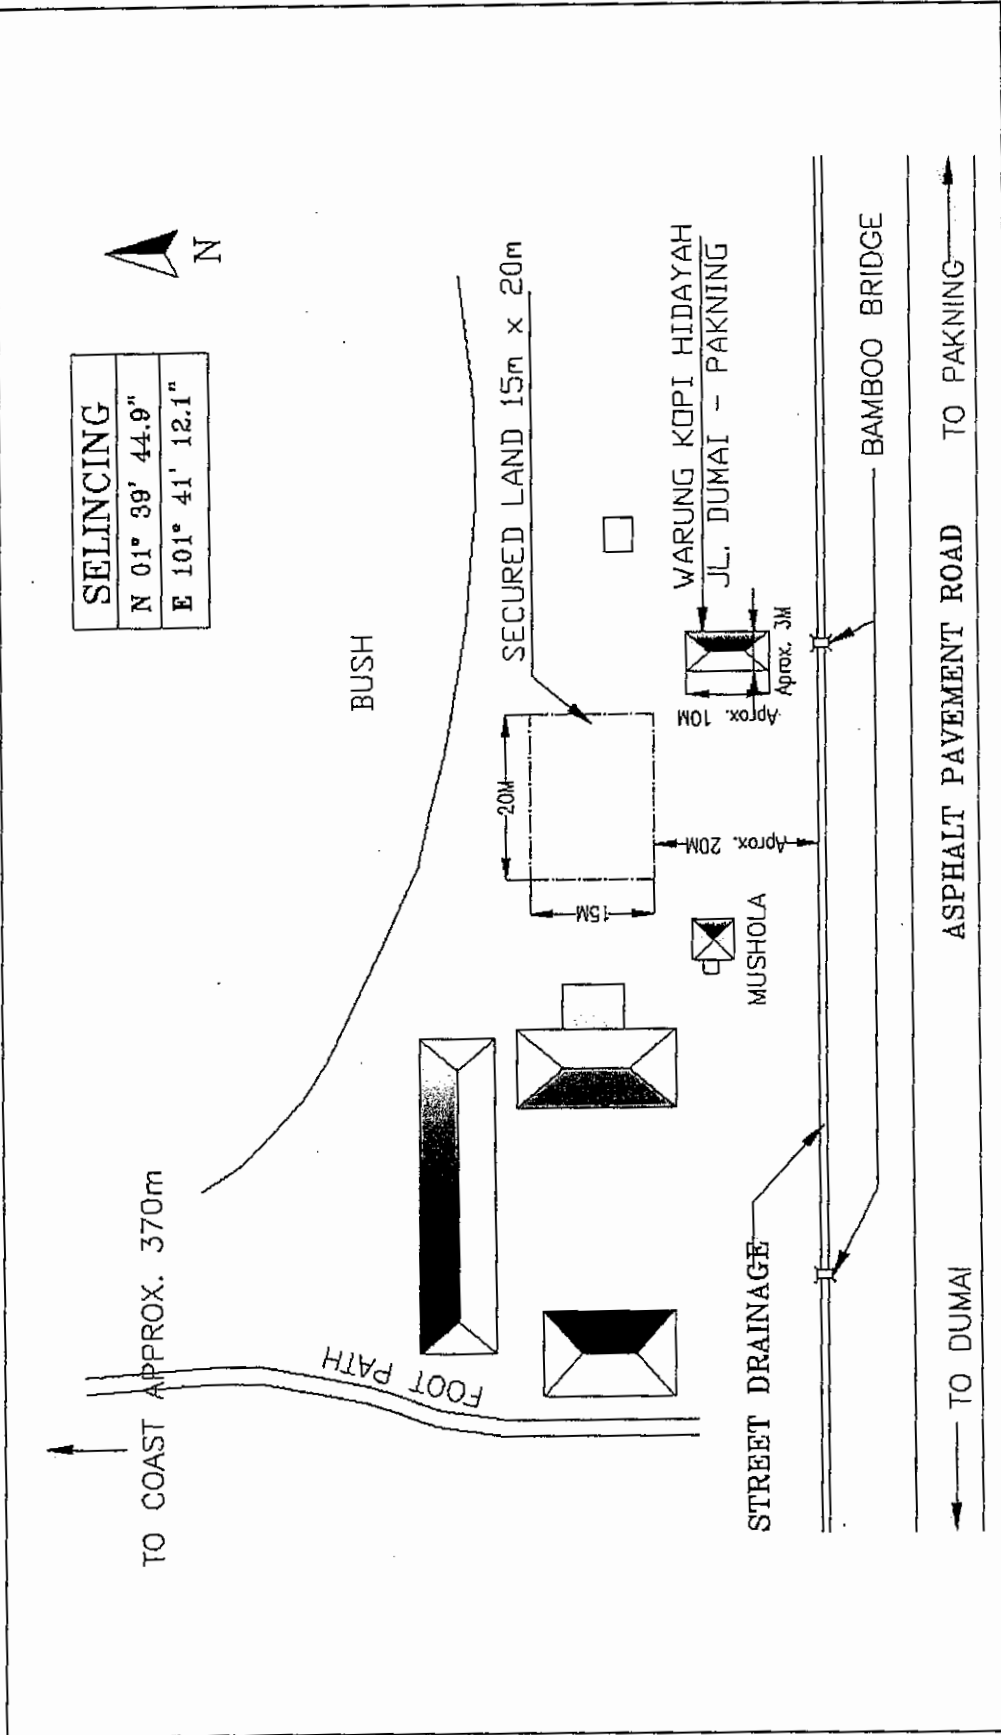 SELINCING
N 01° 39' 44.9"
E 101° 41' 12.1"
N
TO COAST APPROX. 370m
BUSH
FOOT PATH
SECURED LAND 15m x 20m
20M
15M
Aprox. 20M
WARUNG KOPI HIDAYAH
JL. DUMAI - PAKNING
Aprox. 10M
Aprox. 3M
MUSHOLA
STREET DRAINAGE
BAMBOO BRIDGE
TO DUMAI
ASPHALT PAVEMENT ROAD
TO PAKNING